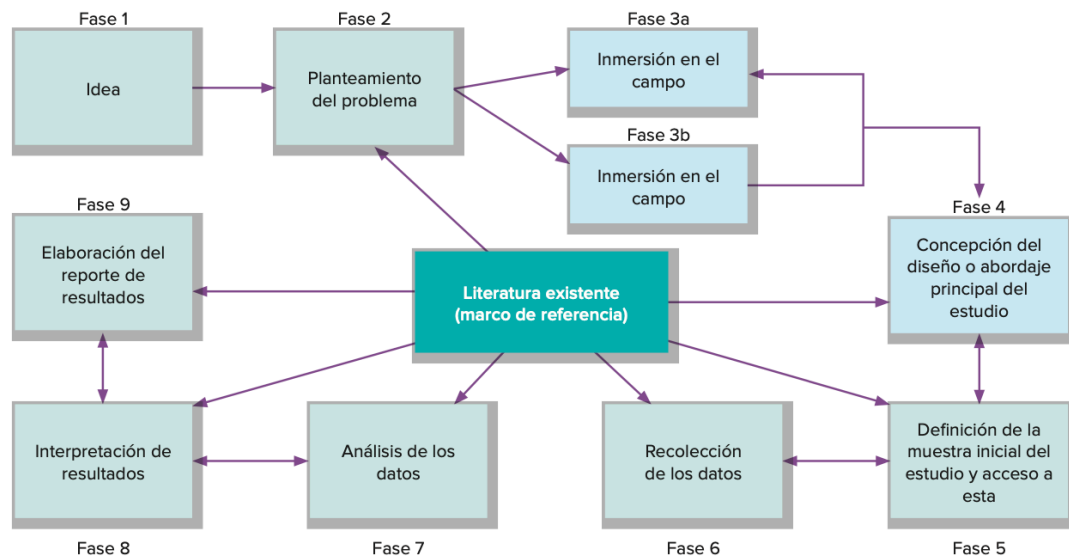 Fase 1
Idea
Fase 2
Planteamiento
del problema
Fase 3a
Inmersión en el
campo
Fase 3b
Inmersión en el
campo
Fase 9
Elaboración del
reporte de
resultados
Literatura existente
(marco de referencia)
Fase 4
Concepción del
diseño o abordaje
principal del
estudio
Interpretación de
resultados
Fase 8
Análisis de los
datos
Fase 7
Recolección
de los datos
Fase 6
Definición de la
muestra inicial del
estudio y acceso a
esta
Fase 5